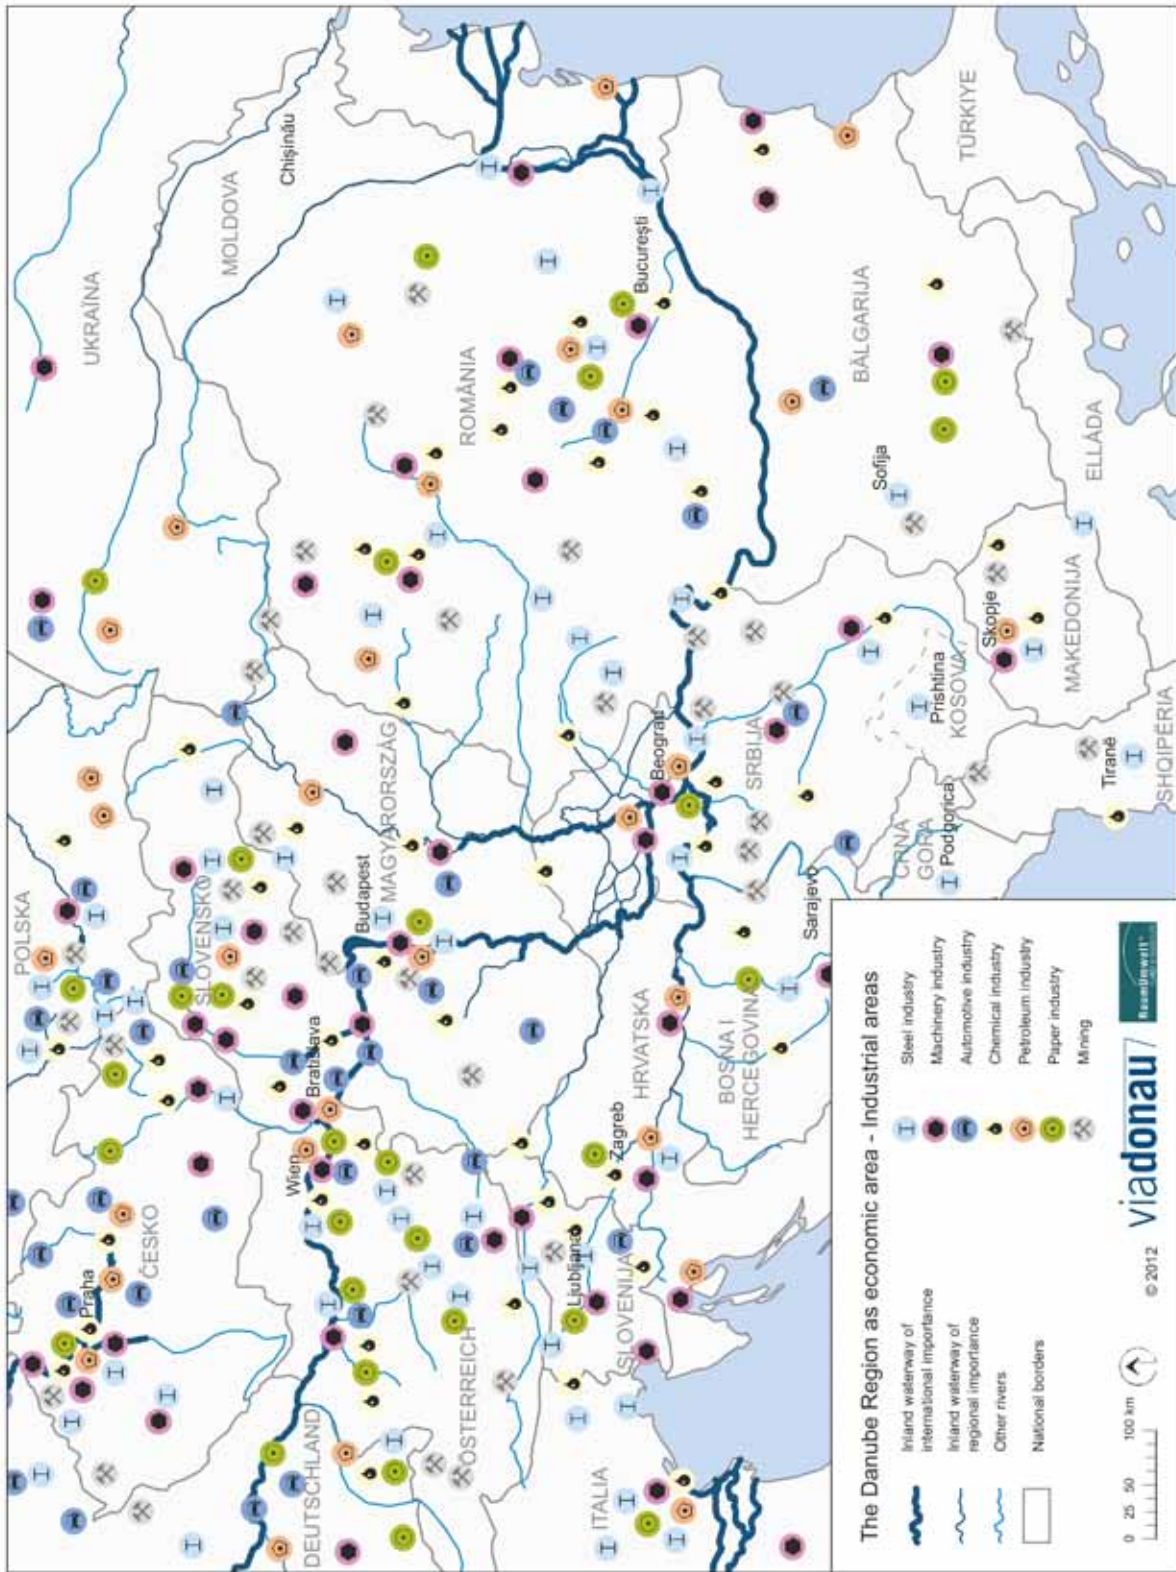 UKRAÏNA
MOLDOVA
Chișinău
POLSKA
SLOVENSKO
ČESKO
Praha
DEUTSCHLAND
Wien
Bratislava
Budapest
MAGYARORSZÁG
ROMÂNIA
București
ÖSTERREICH
ITALIA
SLOVENIJA
Ljubljana
Zagreb
HRVATSKA
BOSNA I
HERCEGOVINA
Sarajevo
Beograd
SRBIJA
CRNA
GORA
Podgorica
Prishtina
KOSOVA
Skopje
MAKEDONIJA
Tiranë
SHQIPËRIA
Sofija
BÀLGARIJA
ELLÁDA
TÜRKIYE
The Danube Region as economic area - Industrial areas
Inland waterway of
international importance
Inland waterway of
regional importance
Other rivers
National borders
Steel industry
Machinery industry
Automotive industry
Chemical industry
Petroleum industry
Paper industry
Mining
0 25 50 100 km
© 2012
viadonau
RaumUmwelt